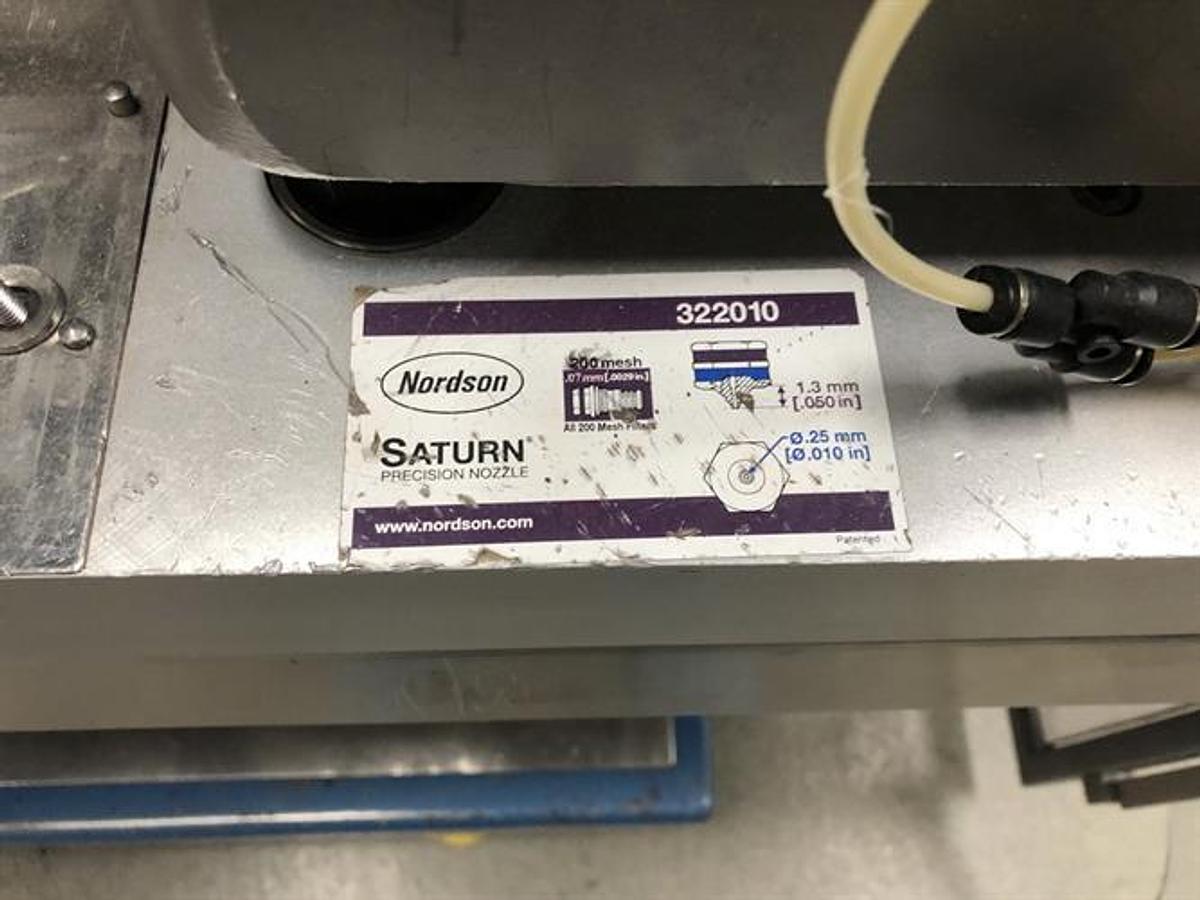 322010
Nordson
200 mesh
.07 mm [.0029 in]
All 200 Mesh Filters
1.3 mm
[.050 in]
SATURN®
PRECISION NOZZLE
Ø.25 mm
[Ø.010 in]
www.nordson.com
Patented